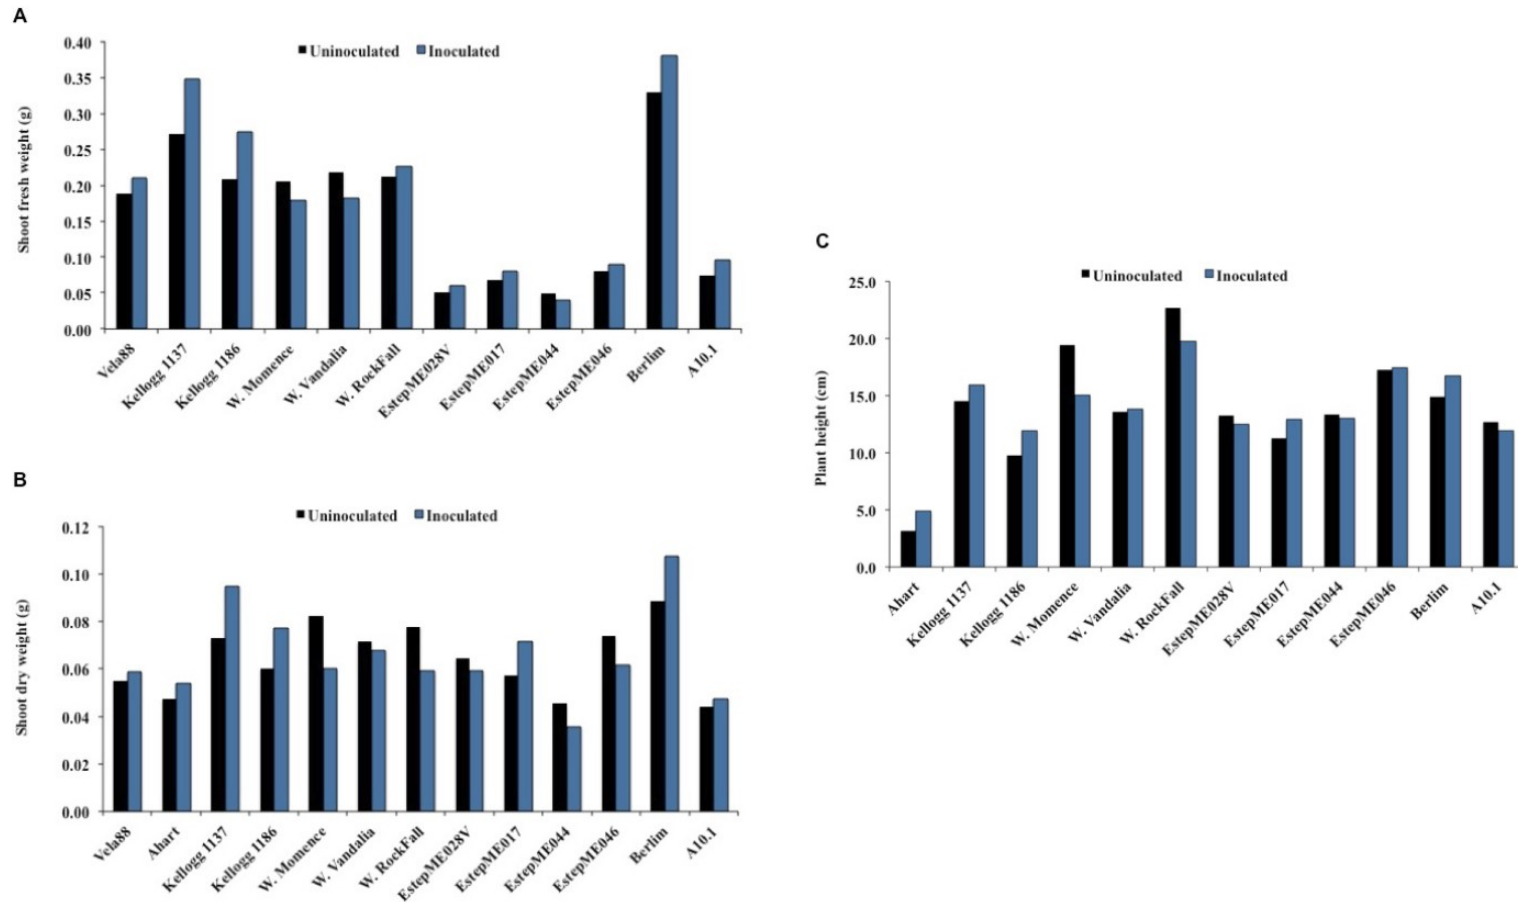 A
Uninoculated Inoculated
Shoot fresh weight (g)
0.40
0.35
0.30
0.25
0.20
0.15
0.10
0.05
0.00
Vela88
Kellogg 1137
Kellogg 1186
W. Momence
W. Vandalia
W. RockFall
EstepME028V
EstepME017
EstepME044
EstepME046
Berlim
A10.1
B
Uninoculated Inoculated
Shoot dry weight (g)
0.12
0.10
0.08
0.06
0.04
0.02
0.00
Vela88
Ahart
Kellogg 1137
Kellogg 1186
W. Momence
W. Vandalia
W. RockFall
EstepME028V
EstepME017
EstepME044
EstepME046
Berlim
A10.1
C
Uninoculated Inoculated
Plant height (cm)
25.0
20.0
15.0
10.0
5.0
0.0
Ahart
Kellogg 1137
Kellogg 1186
W. Momence
W. Vandalia
W. RockFall
EstepME028V
EstepME017
EstepME044
EstepME046
Berlim
A10.1